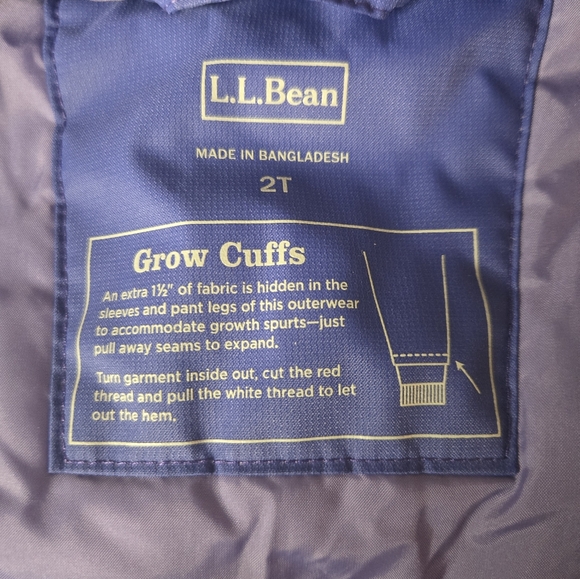 L.L.Bean
MADE IN BANGLADESH
2T
Grow Cuffs
An extra 1½" of fabric is hidden in the
sleeves and pant legs of this outerwear
to accommodate growth spurts—just
pull away seams to expand.
Turn garment inside out, cut the red
thread and pull the white thread to let
out the hem.